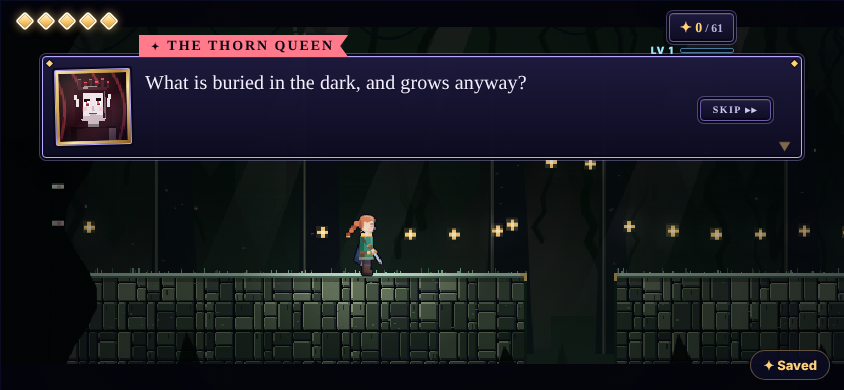 ✦ 0 / 61
LV 1
✦ THE THORN QUEEN
What is buried in the dark, and grows anyway?
SKIP ▸▸
✦ Saved